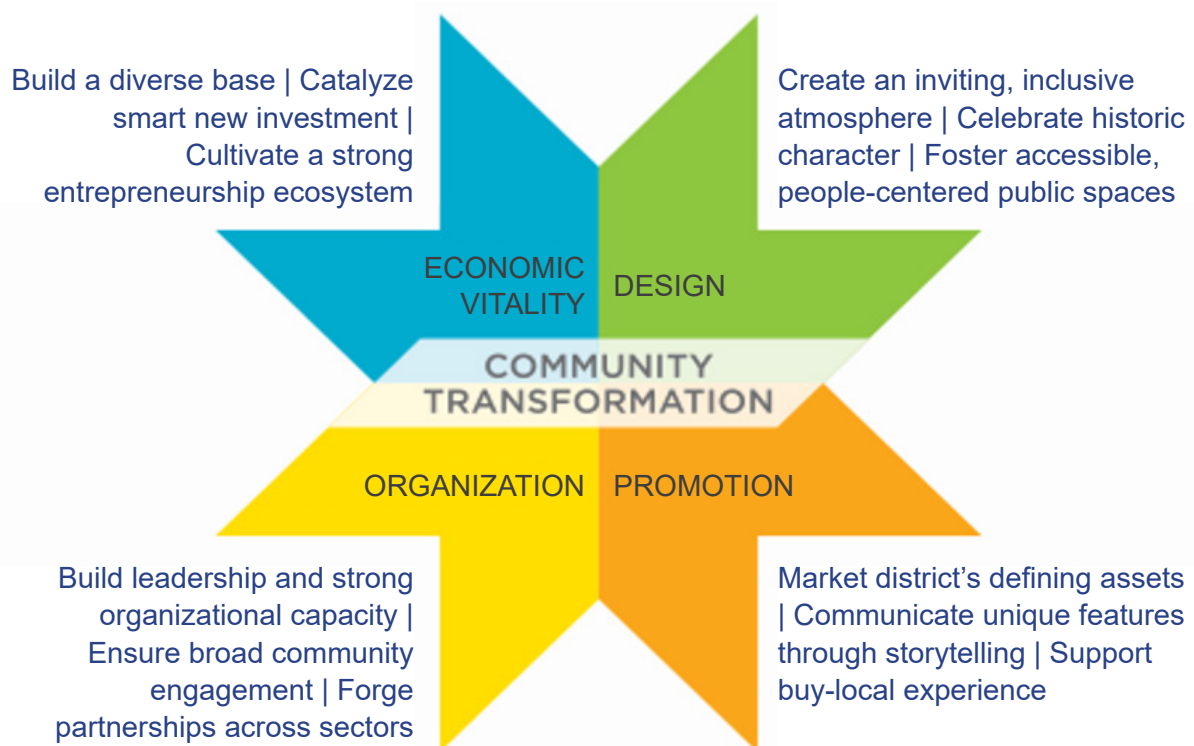 Build a diverse base | Catalyze
smart new investment |
Cultivate a strong
entrepreneurship ecosystem
Create an inviting, inclusive
atmosphere | Celebrate historic
character | Foster accessible,
people-centered public spaces
ECONOMIC
VITALITY
DESIGN
COMMUNITY
TRANSFORMATION
ORGANIZATION
PROMOTION
Build leadership and strong
organizational capacity |
Ensure broad community
engagement | Forge
partnerships across sectors
Market district’s defining assets
| Communicate unique features
through storytelling | Support
buy-local experience